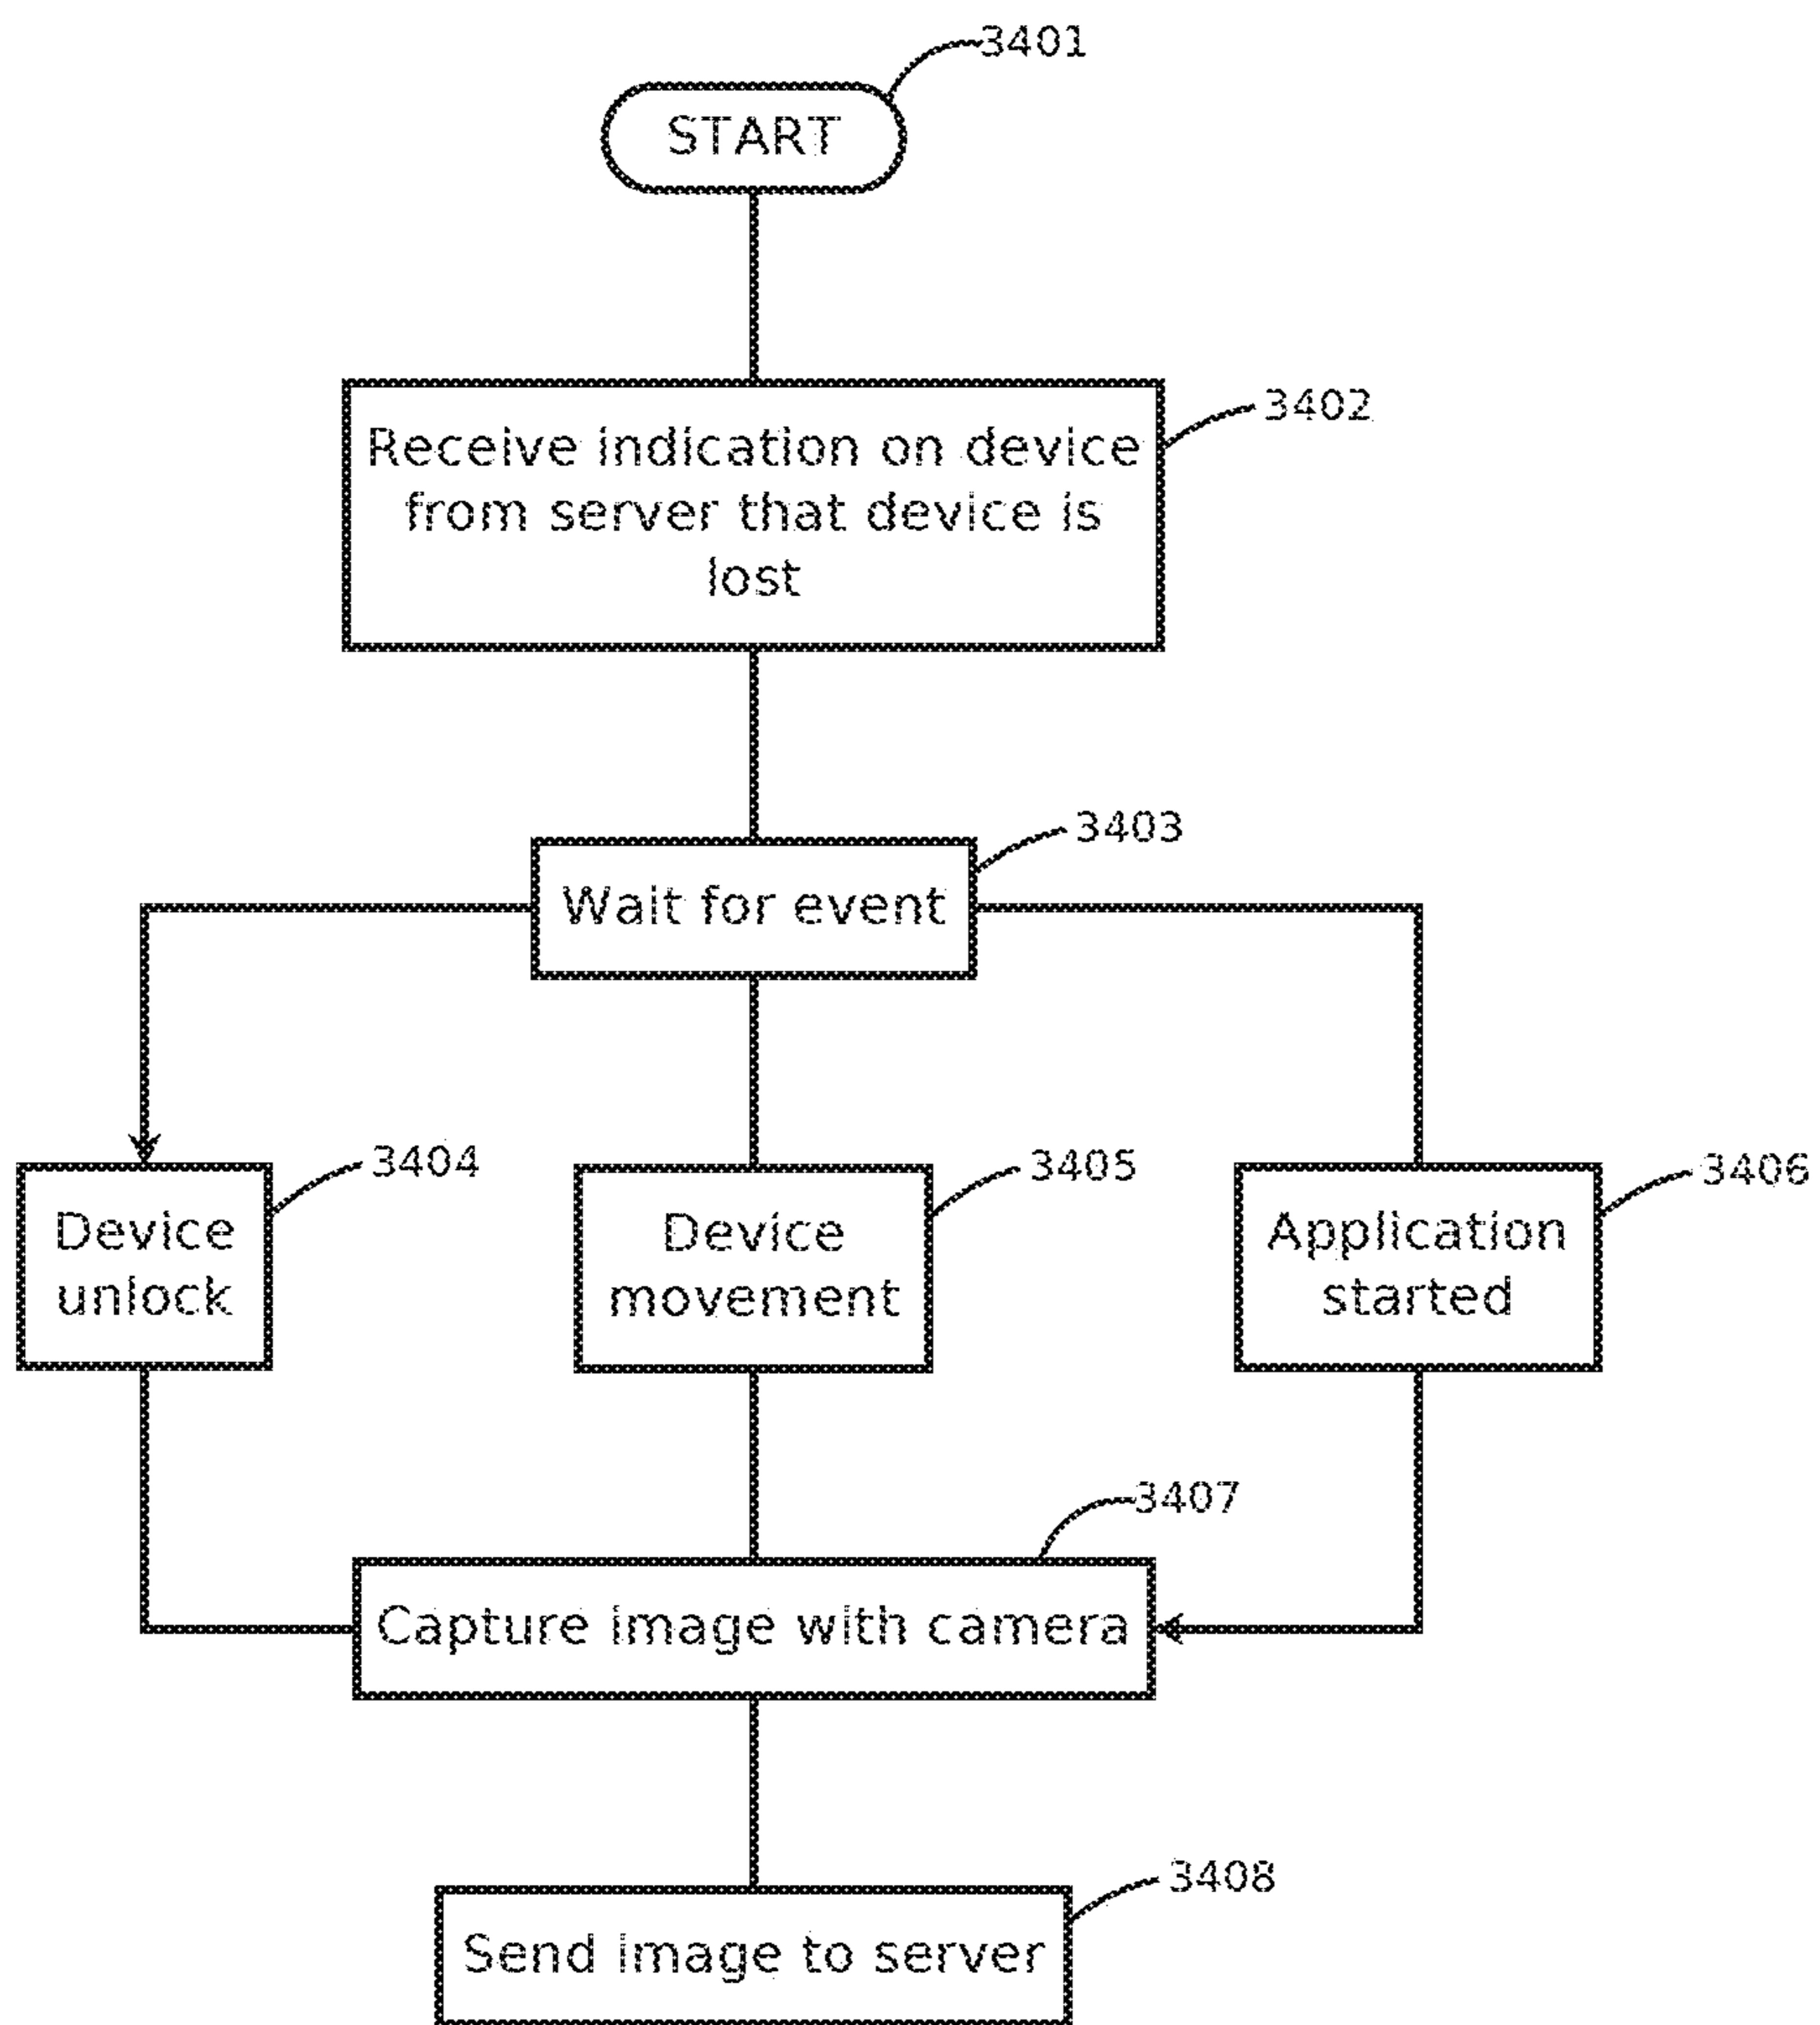 3401
START
3402
Receive indication on device
from server that device is
lost
3403
Wait for event
3404
Device
unlock
3405
Device
movement
3406
Application
started
3407
Capture image with camera
3408
Send image to server